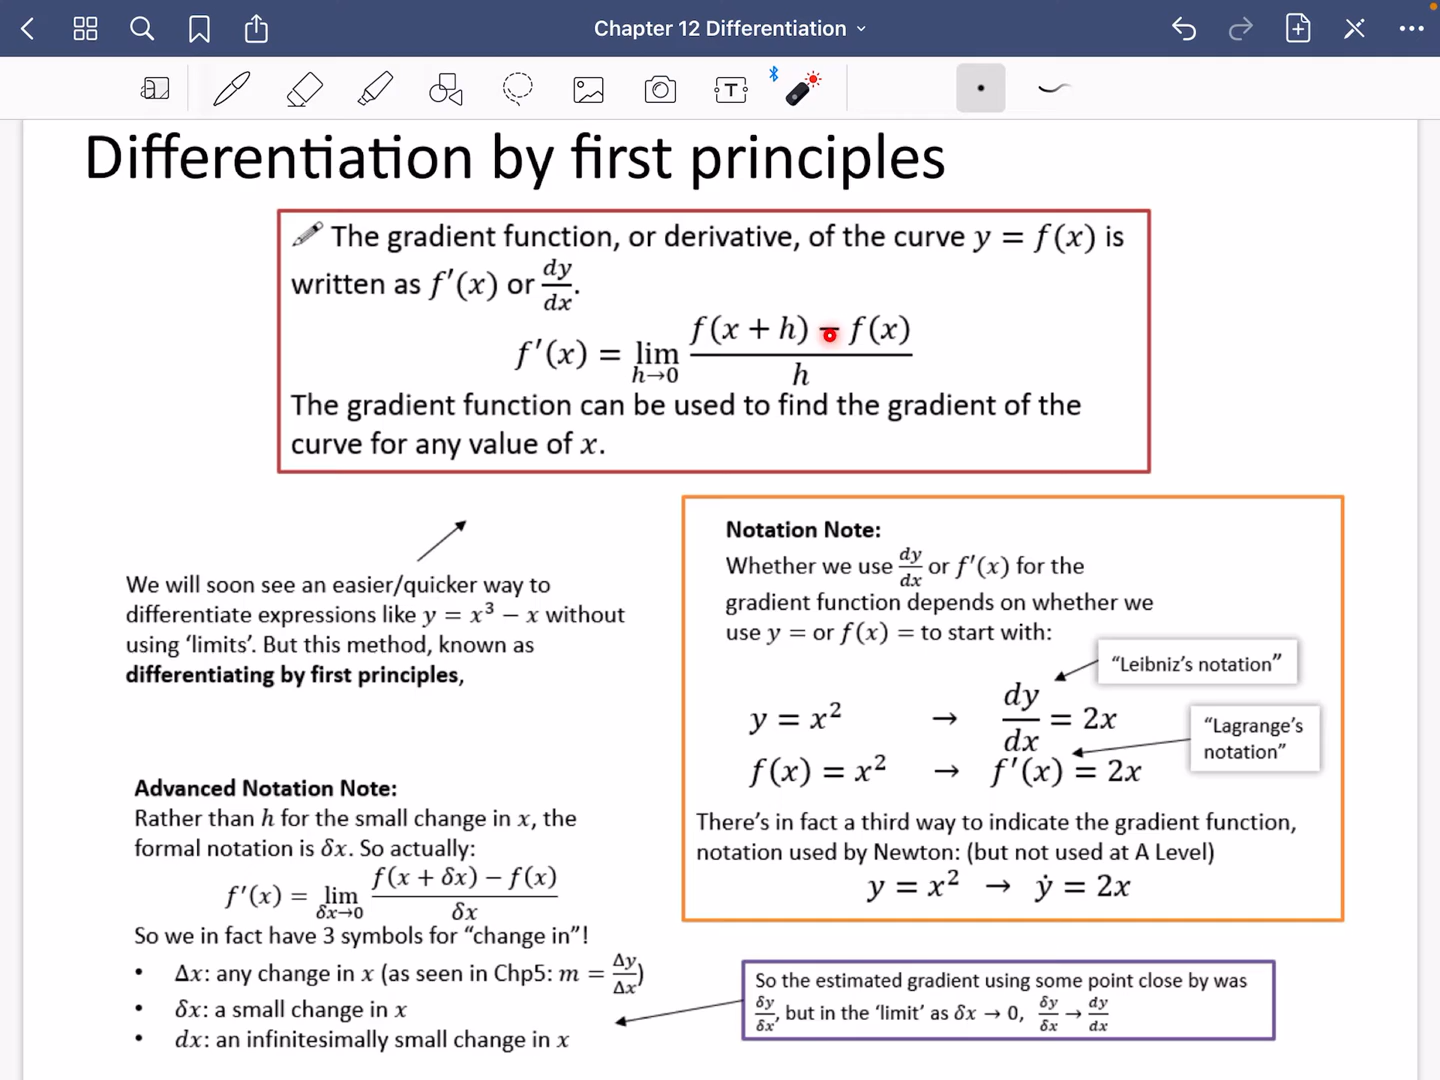 Chapter 12 Differentiation
T
Differentiation by first principles
The gradient function, or derivative, of the curve y = f(x) is
written as f′(x) or dy/dx.
f′(x) = lim h→0 (f(x + h) − f(x))/h
The gradient function can be used to find the gradient of the
curve for any value of x.
We will soon see an easier/quicker way to
differentiate expressions like y = x³ − x without
using ‘limits’. But this method, known as
differentiating by first principles,
Advanced Notation Note:
Rather than h for the small change in x, the
formal notation is δx. So actually:
f′(x) = lim δx→0 (f(x + δx) − f(x))/δx
So we in fact have 3 symbols for “change in”!
• Δx: any change in x (as seen in Chp5: m = Δy/Δx)
• δx: a small change in x
• dx: an infinitesimally small change in x
Notation Note:
Whether we use dy/dx or f′(x) for the
gradient function depends on whether we
use y = or f(x) = to start with:
“Leibniz’s notation”
y = x² → dy/dx = 2x
“Lagrange’s
notation”
f(x) = x² → f′(x) = 2x
There’s in fact a third way to indicate the gradient function,
notation used by Newton: (but not used at A Level)
y = x² → ẏ = 2x
So the estimated gradient using some point close by was
δy/δx, but in the ‘limit’ as δx → 0, δy/δx → dy/dx